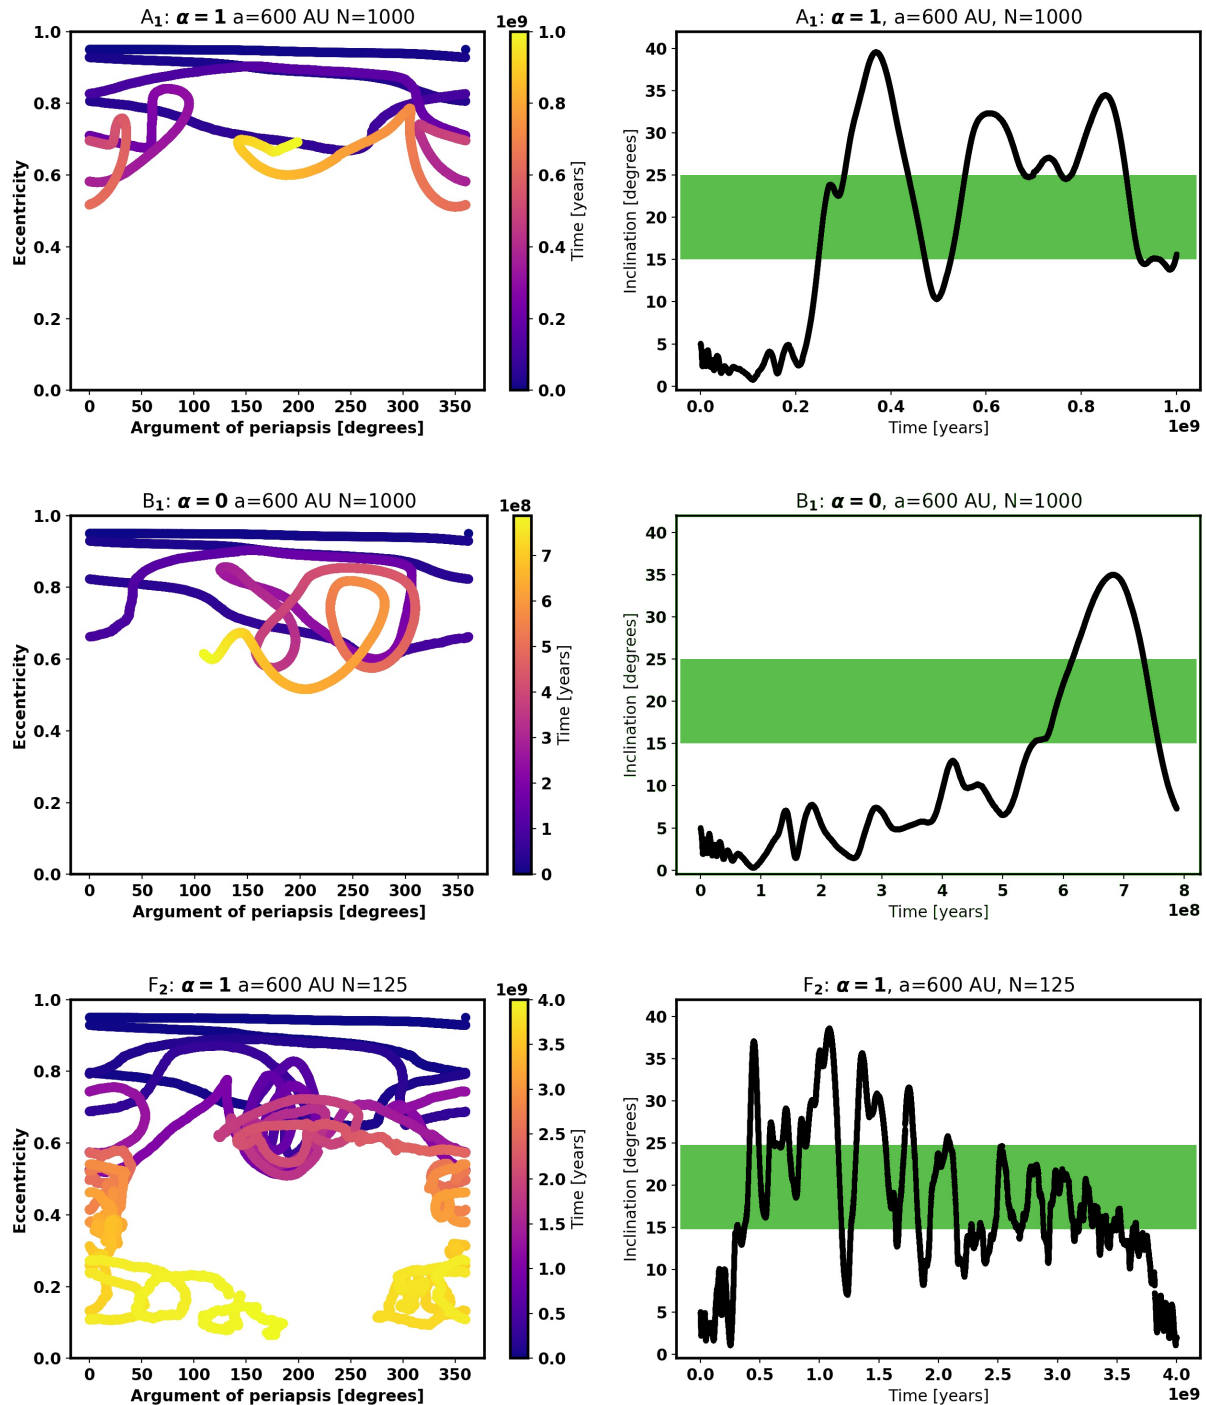 A₁: α = 1 a=600 AU N=1000
1e9
Eccentricity
1.0
0.8
0.6
0.4
0.2
0.0
0 50 100 150 200 250 300 350
Argument of periapsis [degrees]
1.0
0.8
0.6
0.4
0.2
0.0
Time [years]
A₁: α = 1, a=600 AU, N=1000
Inclination [degrees]
40
35
30
25
20
15
10
5
0
0.0 0.2 0.4 0.6 0.8 1.0
Time [years]
1e9
B₁: α = 0 a=600 AU N=1000
1e8
Eccentricity
1.0
0.8
0.6
0.4
0.2
0.0
0 50 100 150 200 250 300 350
Argument of periapsis [degrees]
7
6
5
4
3
2
1
0
Time [years]
B₁: α = 0, a=600 AU, N=1000
Inclination [degrees]
40
35
30
25
20
15
10
5
0
0 1 2 3 4 5 6 7 8
Time [years]
1e8
F₂: α = 1 a=600 AU N=125
1e9
Eccentricity
1.0
0.8
0.6
0.4
0.2
0.0
0 50 100 150 200 250 300 350
Argument of periapsis [degrees]
4.0
3.5
3.0
2.5
2.0
1.5
1.0
0.5
0.0
Time [years]
F₂: α = 1, a=600 AU, N=125
Inclination [degrees]
40
35
30
25
20
15
10
5
0
0.0 0.5 1.0 1.5 2.0 2.5 3.0 3.5 4.0
Time [years]
1e9